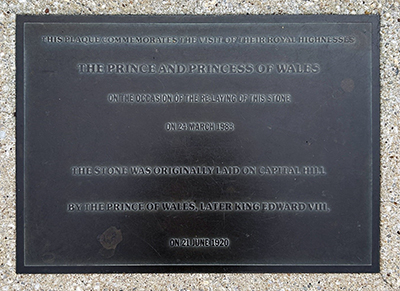 THIS PLAQUE COMMEMORATES THE VISIT OF THEIR ROYAL HIGHNESSES
THE PRINCE AND PRINCESS OF WALES
ON THE OCCASION OF THE RE-LAYING OF THIS STONE
ON 24 MARCH 1983
THE STONE WAS ORIGINALLY LAID ON CAPITAL HILL
BY THE PRINCE OF WALES, LATER KING EDWARD VIII,
ON 21 JUNE 1920